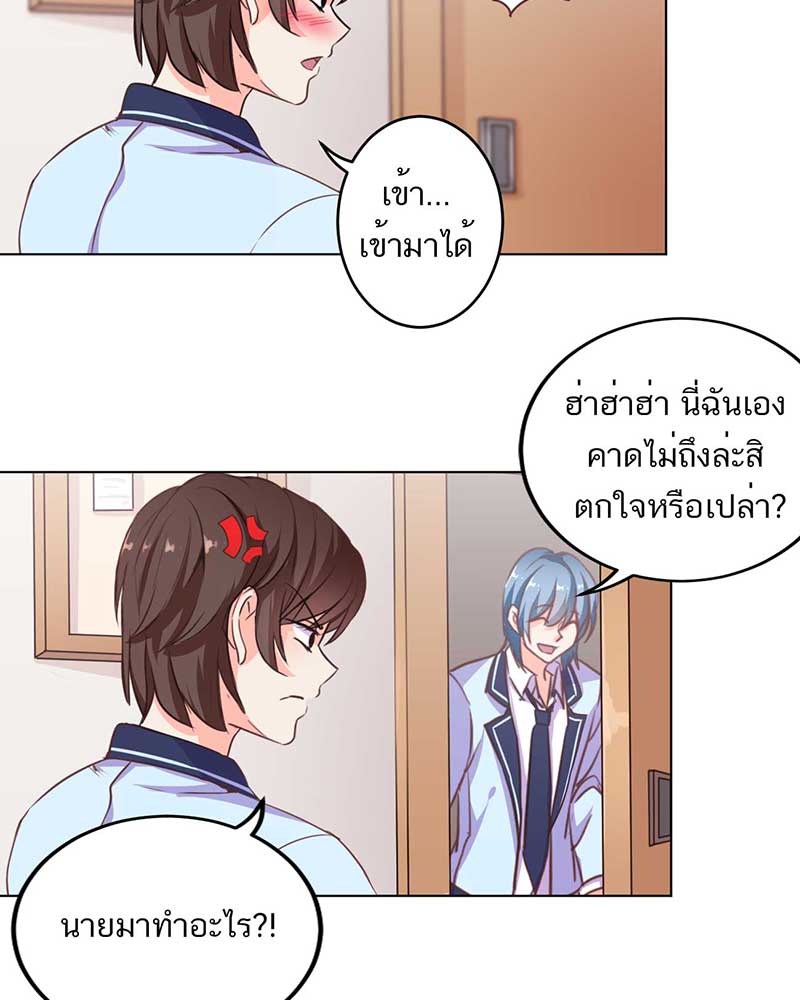 เข้า...
เข้ามาได้
ฮ่าฮ่าฮ่า นี่ฉันเอง
คาดไม่ถึงล่ะสิ
ตกใจหรือเปล่า?
นายมาทำอะไร?!